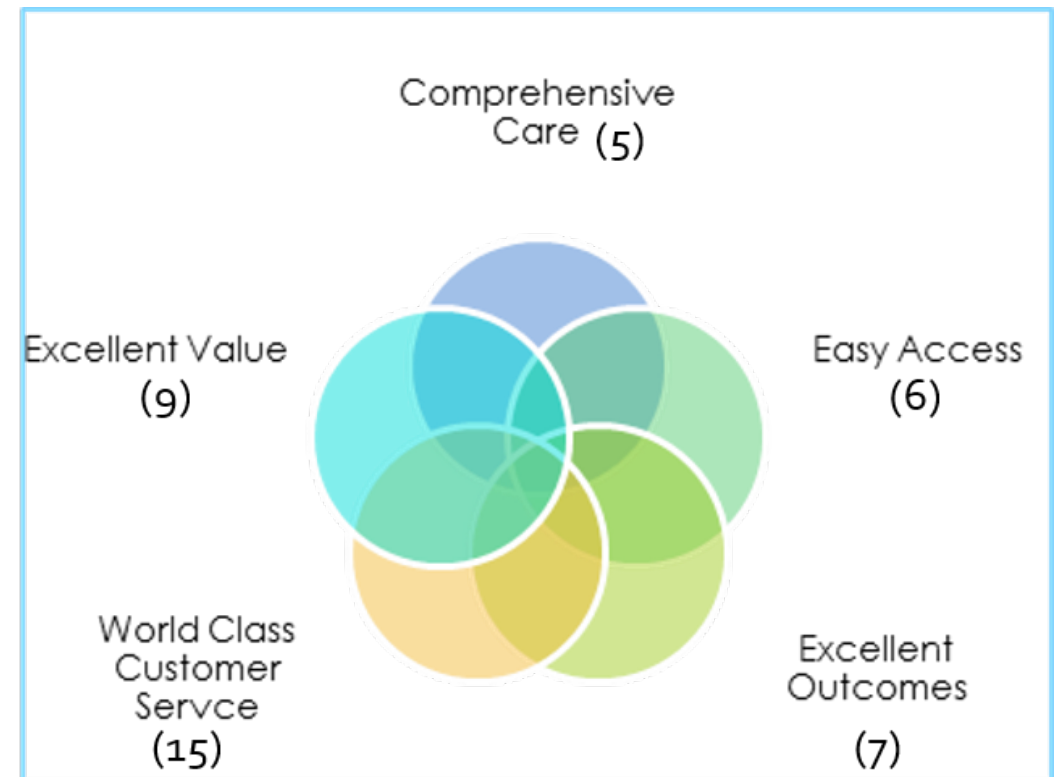 Comprehensive
Care (5)
Excellent Value
(9)
Easy Access
(6)
World Class
Customer
Servce
(15)
Excellent
Outcomes
(7)